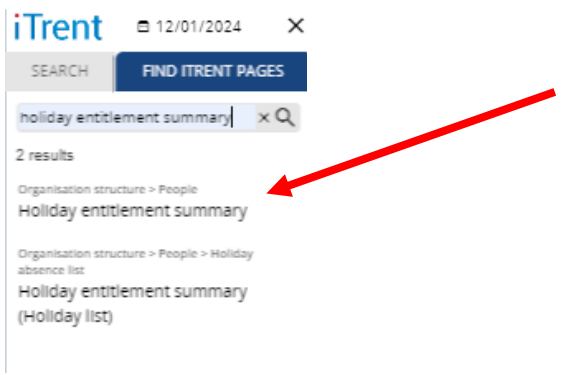 iTrent 12/01/2024
SEARCH FIND ITRENT PAGES
holiday entitlement summary
2 results
Organisation structure > People
Holiday entitlement summary
Organisation structure > People > Holiday
absence list
Holiday entitlement summary
(Holiday list)